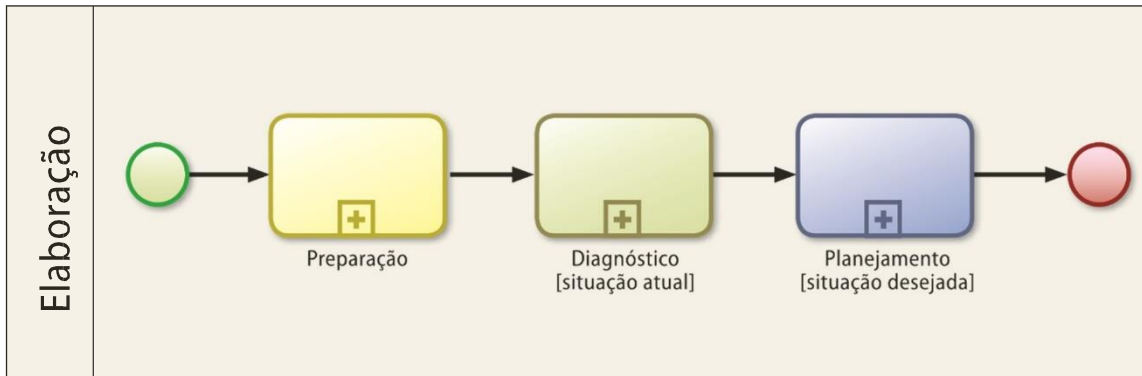 Elaboração
Preparação
Diagnóstico
[situação atual]
Planejamento
[situação desejada]